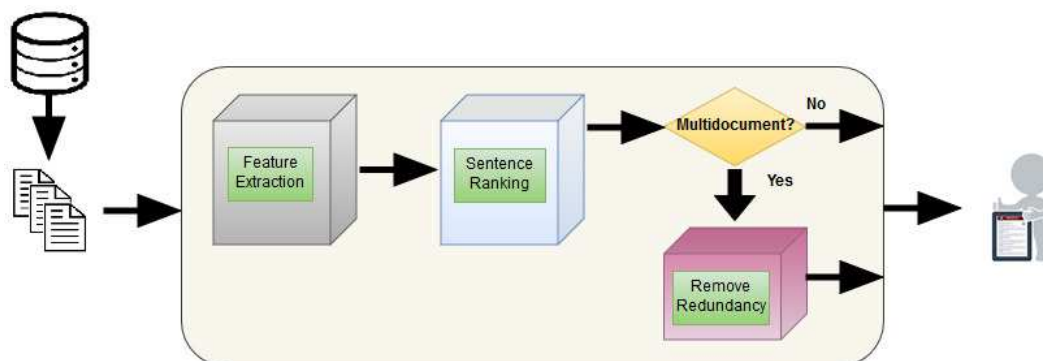 Feature
Extraction
Sentence
Ranking
Multidocument?
No
Yes
Remove
Redundancy